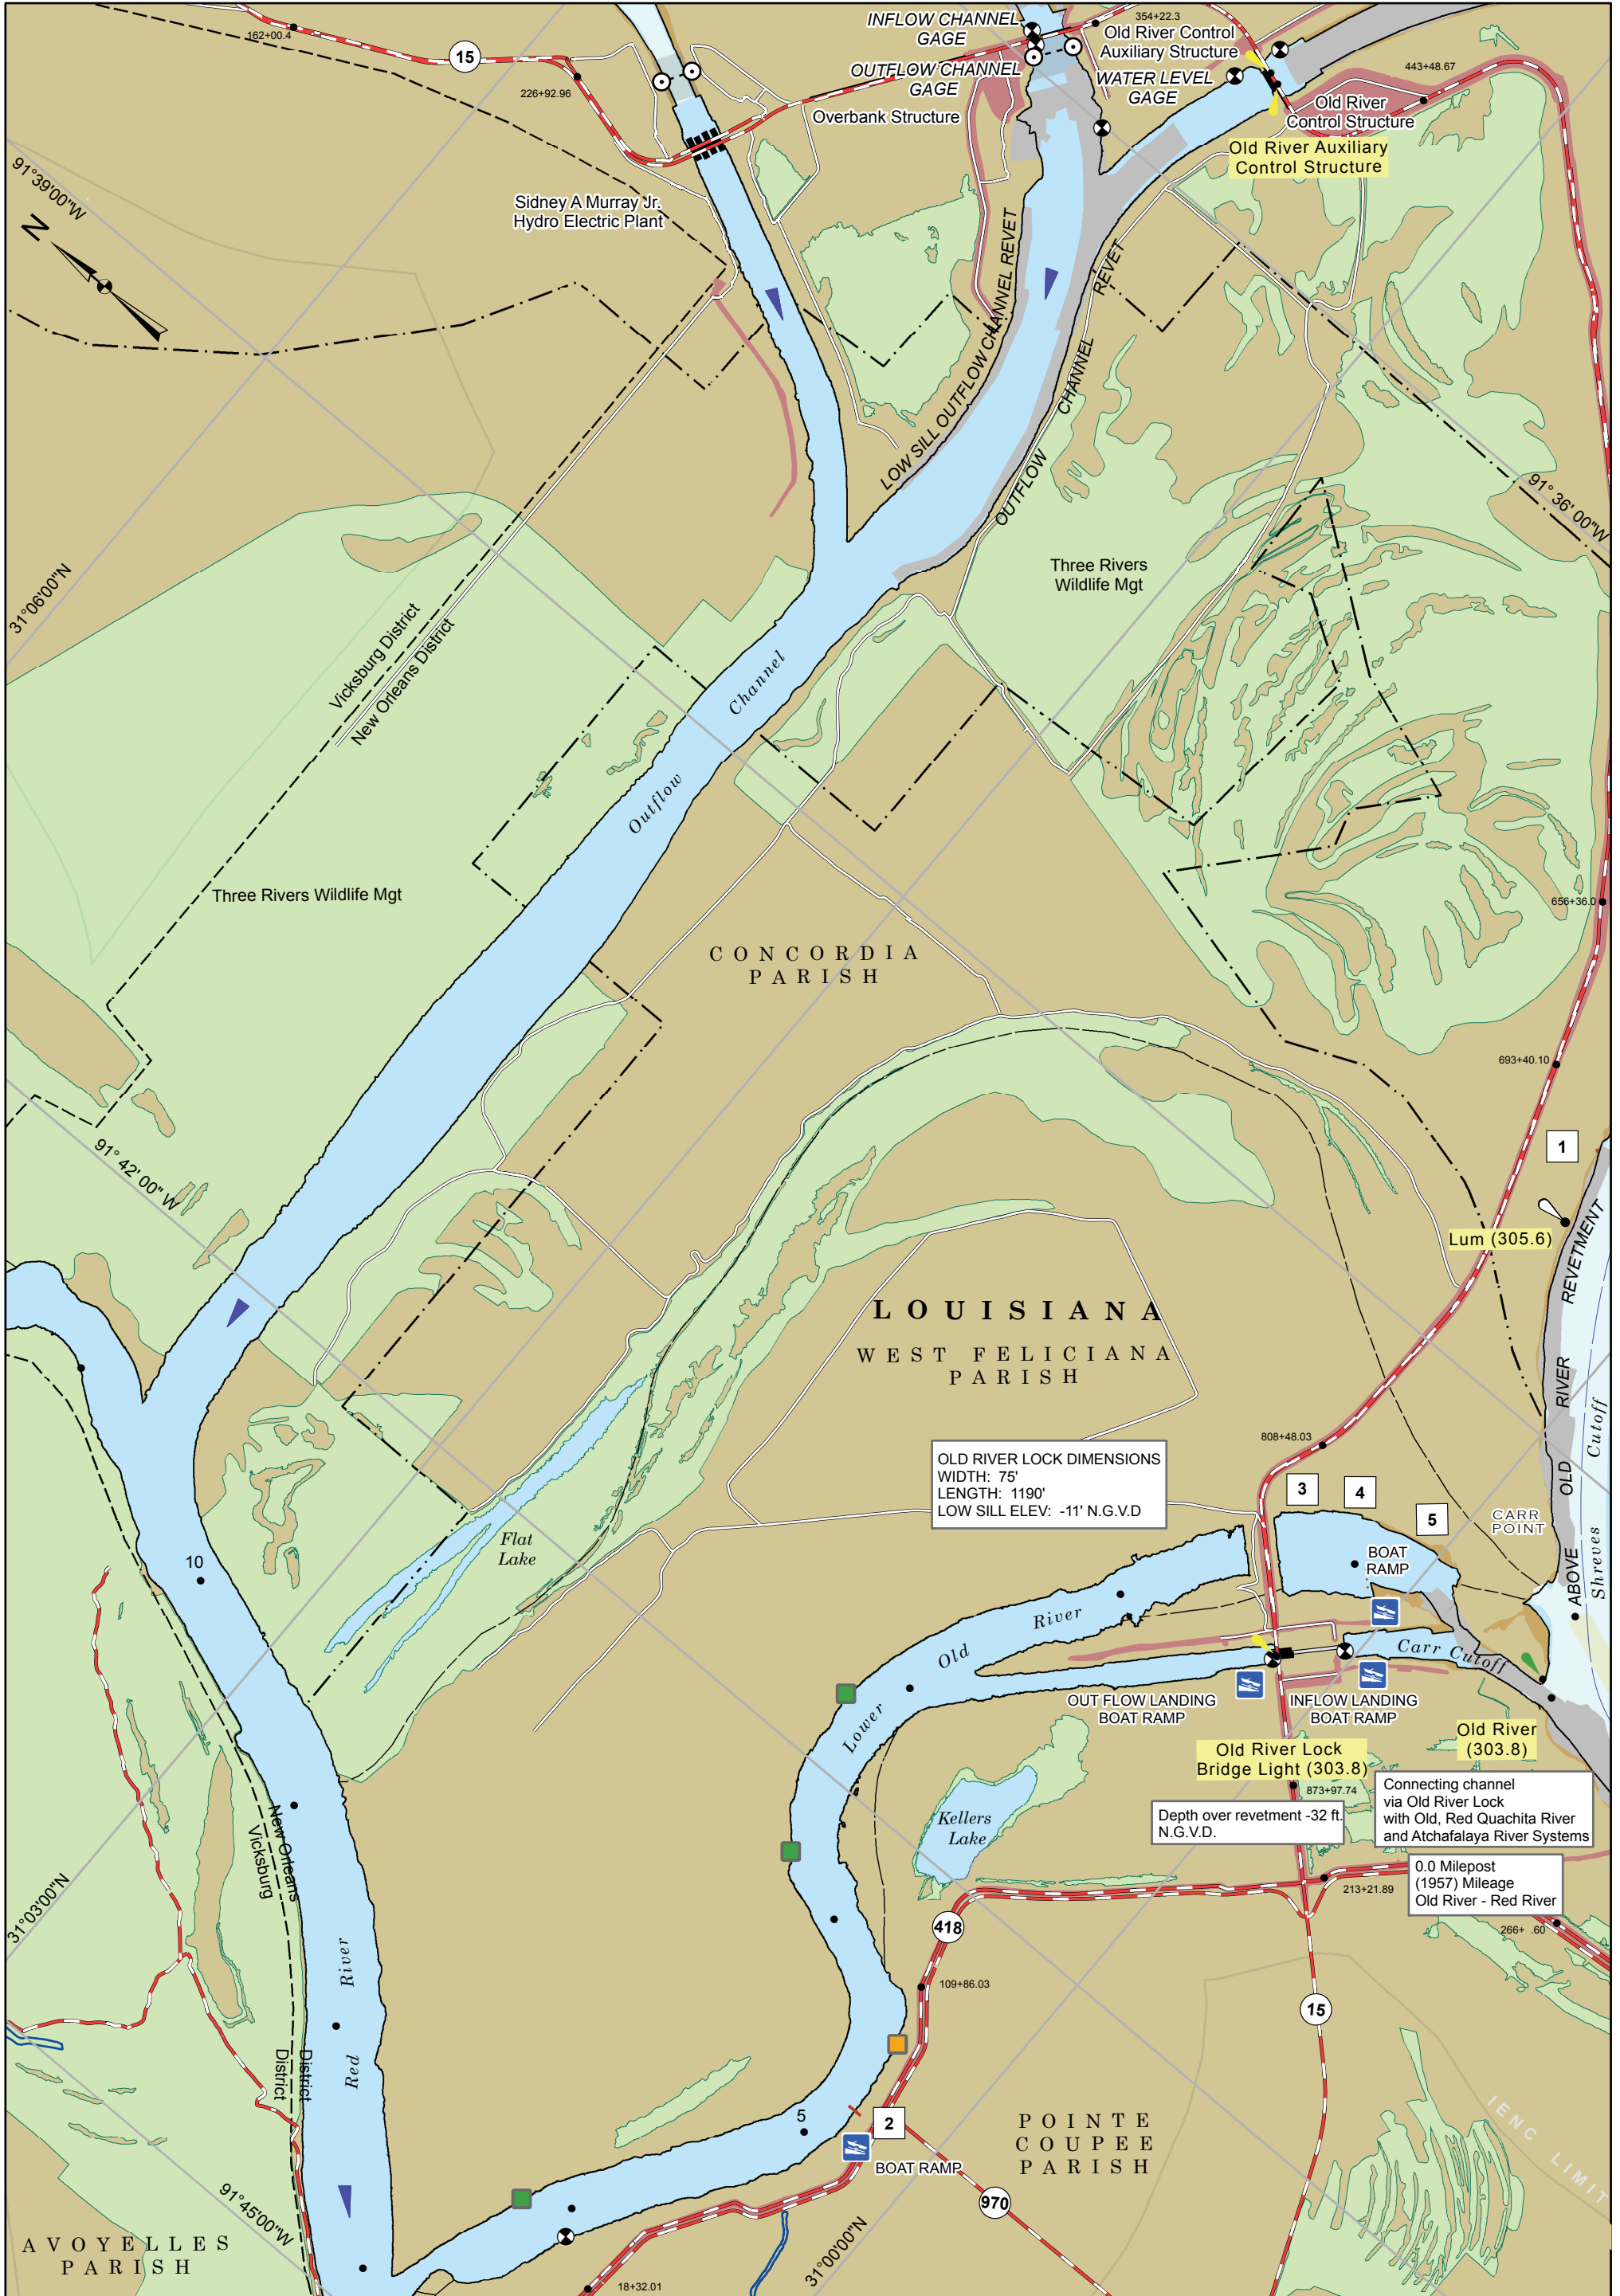 162+00.4
15
226+92.96
INFLOW CHANNEL
GAGE
OUTFLOW CHANNEL
GAGE
354+22.3
Old River Control
Auxiliary Structure
WATER LEVEL
GAGE
443+48.67
Old River
Control Structure
Overbank Structure
Old River Auxiliary
Control Structure
91°39'00"W
N
Sidney A Murray Jr.
Hydro Electric Plant
LOW SILL OUTFLOW CHANNEL REVET
OUTFLOW CHANNEL REVET
91° 36' 00"W
31°06'00"N
Three Rivers
Wildlife Mgt
Vicksburg District
New Orleans District
Outflow Channel
Three Rivers Wildlife Mgt
656+36.0
CONCORDIA
PARISH
693+40.10
1
91° 42' 00" W
Lum (305.6)
ABOVE OLD RIVER REVETMENT
Shreves Cutoff
LOUISIANA
WEST FELICIANA
PARISH
808+48.03
OLD RIVER LOCK DIMENSIONS
WIDTH: 75'
LENGTH: 1190'
LOW SILL ELEV: -11' N.G.V.D
3
4
5
CARR
POINT
BOAT
RAMP
Flat
Lake
10
Lower Old River
Carr Cutoff
OUT FLOW LANDING
BOAT RAMP
INFLOW LANDING
BOAT RAMP
Old River
(303.8)
Old River Lock
Bridge Light (303.8)
873+97.74
Connecting channel
via Old River Lock
with Old, Red Quachita River
and Atchafalaya River Systems
Depth over revetment -32 ft.
N.G.V.D.
Kellers
Lake
New Orleans
Vicksburg
District
District
0.0 Milepost
(1957) Mileage
Old River - Red River
213+21.89
266+ .60
31°03'00"N
418
109+86.03
15
Red River
5
2
BOAT RAMP
POINTE
COUPEE
PARISH
IENC LIMIT
970
91°45'00"W
AVOYELLES
PARISH
31°00'00"N
18+32.01